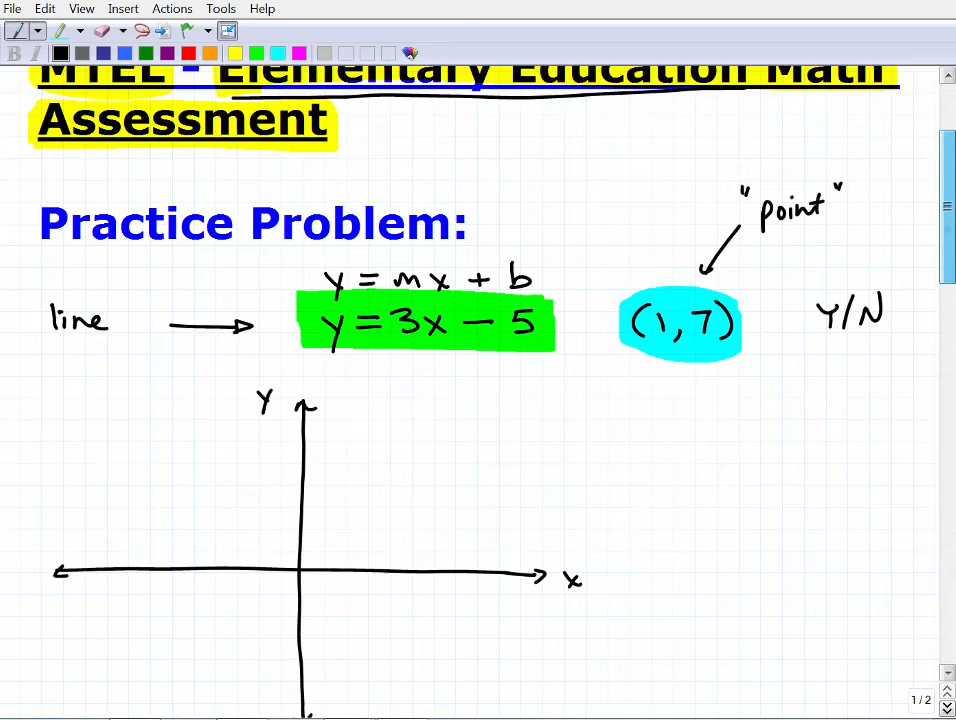 File Edit View Insert Actions Tools Help
B I
MTEL - Elementary Education Math
Assessment
"point"
Practice Problem:
y = mx + b
line y = 3x - 5 (1, 7) Y/N
y
x
1 / 2